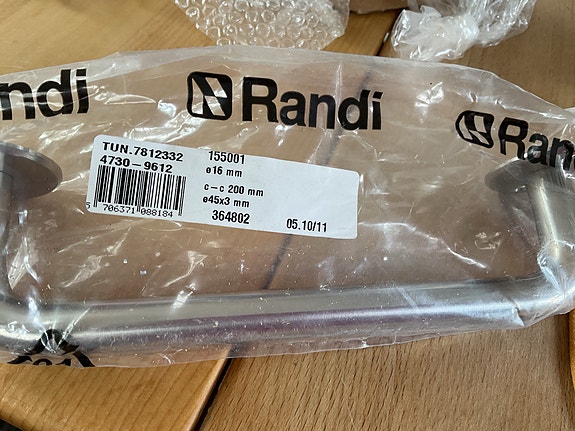 Randi
Randi
Randi
TUN.7812332
4730-9612
5 706371 088184
155001
ø16 mm
c-c 200 mm
ø45x3 mm
364802
05.10/11